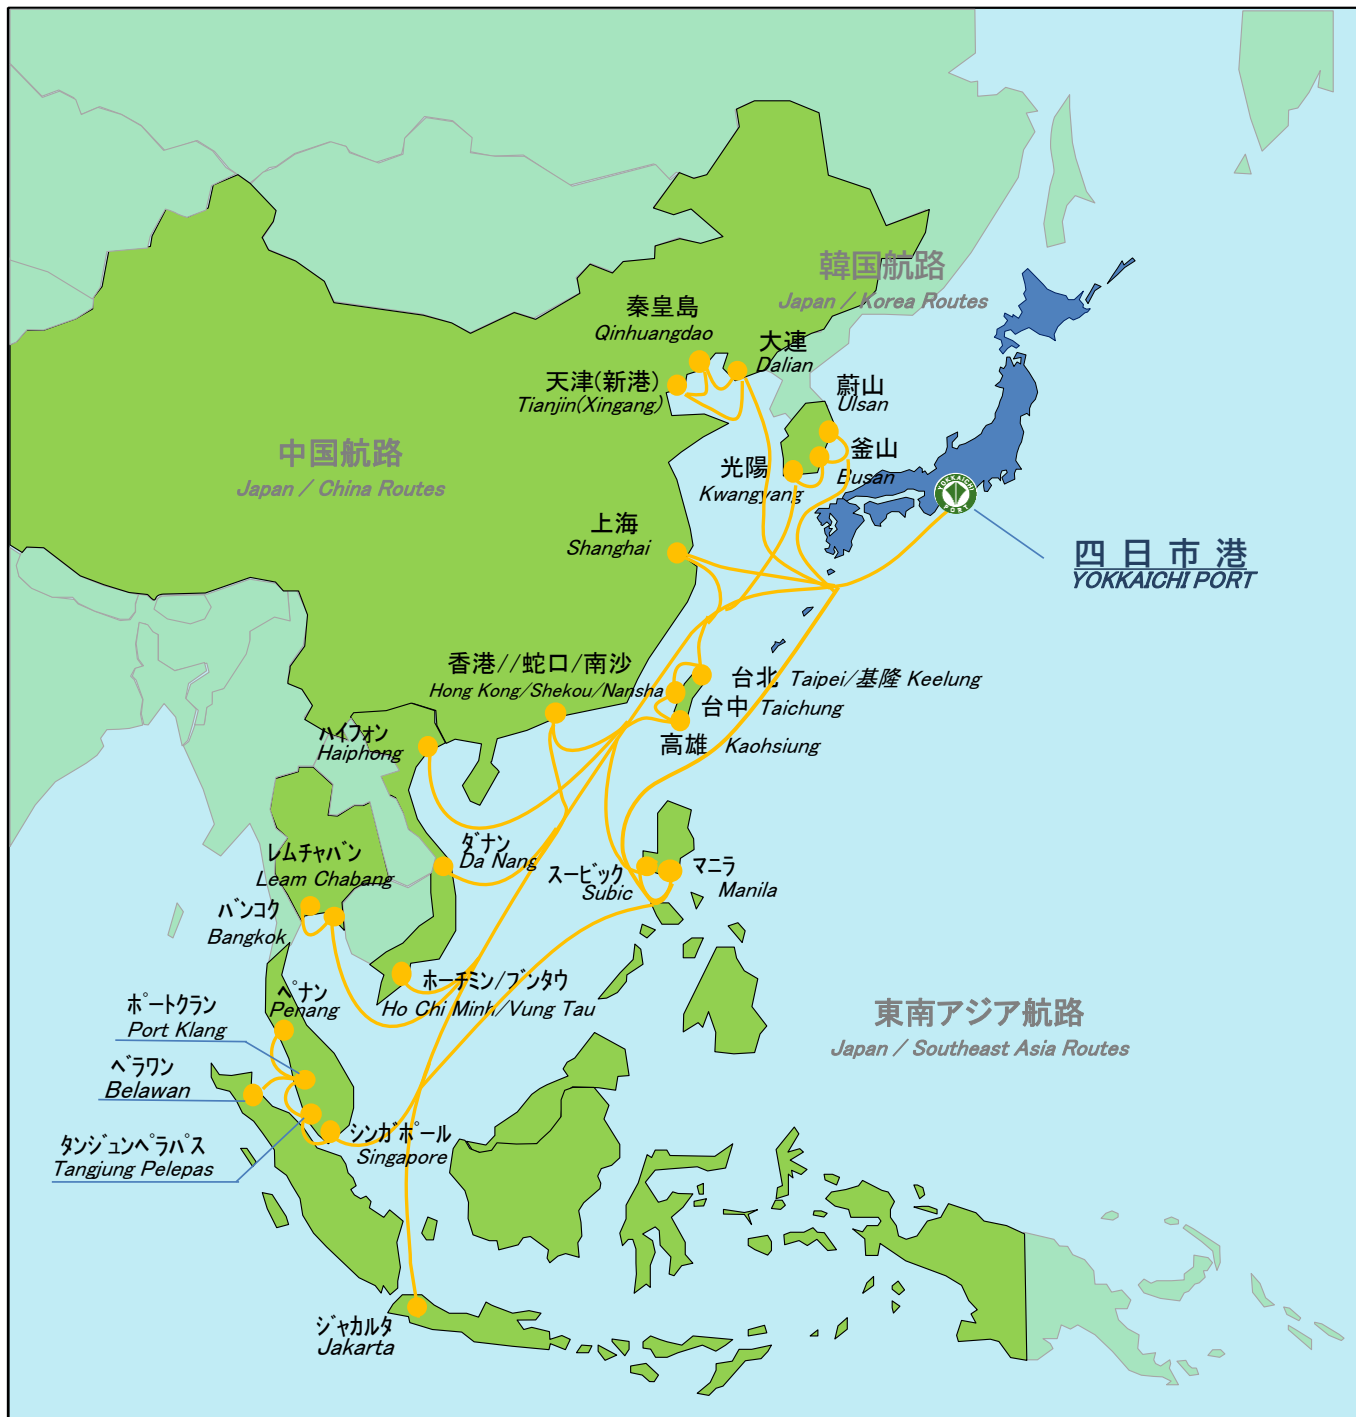 韓国航路
Japan / Korea Routes
秦皇島
Qinhuangdao
大連
Dalian
天津(新港)
Tianjin(Xingang)
蔚山
Ulsan
中国航路
Japan / China Routes
釜山
Busan
光陽
Kwangyang
YOKKAICHI
PORT
上海
Shanghai
四日市港
YOKKAICHI PORT
香港//蛇口/南沙
Hong Kong/Shekou/Nansha
台北 Taipei/基隆 Keelung
台中 Taichung
高雄 Kaohsiung
ハイフォン
Haiphong
ダナン
Da Nang
レムチャバン
Leam Chabang
スービック
Subic
マニラ
Manila
バンコク
Bangkok
ホーチミン/ブンタウ
Ho Chi Minh/Vung Tau
ペナン
Penang
ポートクラン
Port Klang
東南アジア航路
Japan / Southeast Asia Routes
ベラワン
Belawan
シンガポール
Singapore
タンジュンペラパス
Tangjung Pelepas
ジャカルタ
Jakarta